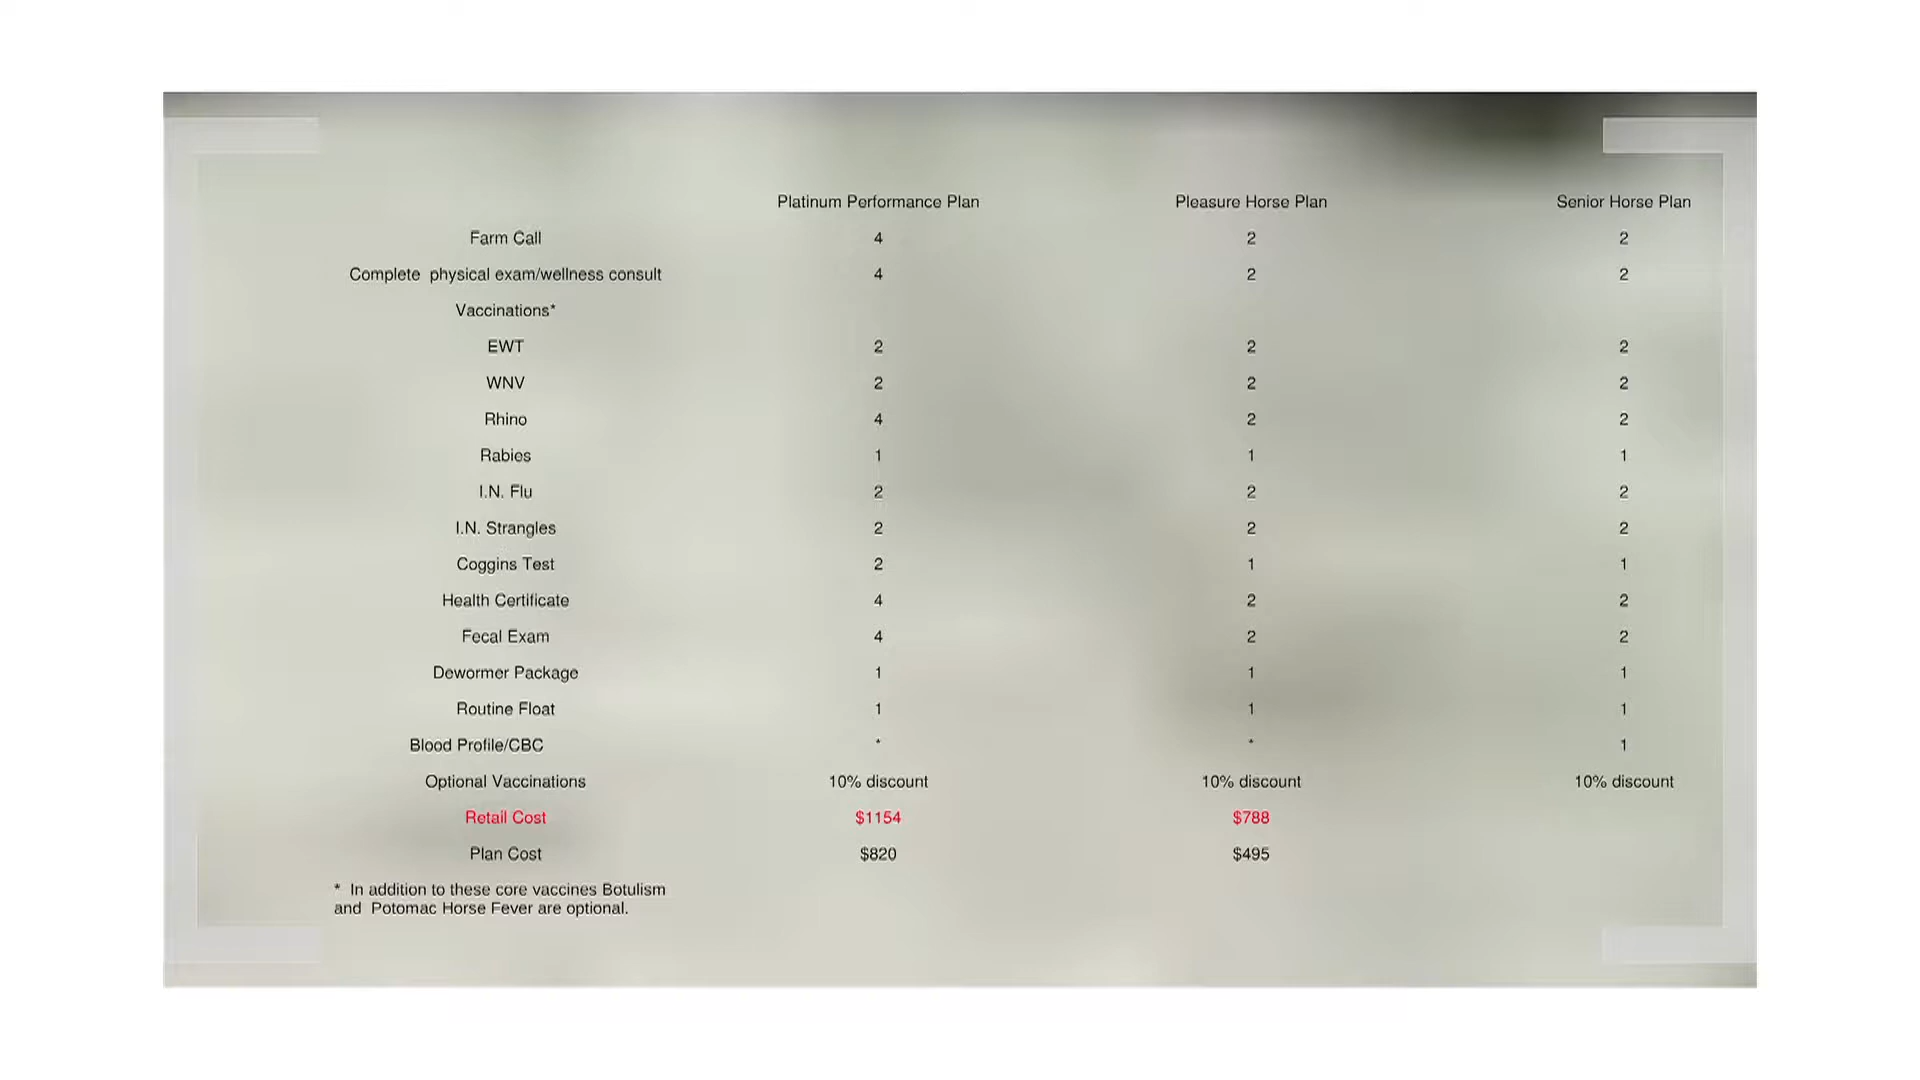 Platinum Performance Plan Pleasure Horse Plan Senior Horse Plan
Farm Call 4 2 2
Complete physical exam/wellness consult 4 2 2
Vaccinations*
EWT 2 2 2
WNV 2 2 2
Rhino 4 2 2
Rabies 1 1 1
I.N. Flu 2 2 2
I.N. Strangles 2 2 2
Coggins Test 2 1 1
Health Certificate 4 2 2
Fecal Exam 4 2 2
Dewormer Package 1 1 1
Routine Float 1 1 1
Blood Profile/CBC * * 1
Optional Vaccinations 10% discount 10% discount 10% discount
Retail Cost $1154 $788
Plan Cost $820 $495
* In addition to these core vaccines Botulism
and Potomac Horse Fever are optional.